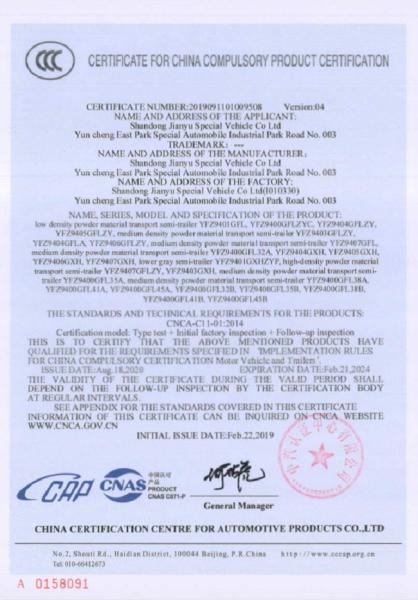 CCC
CERTIFICATE FOR CHINA COMPULSORY PRODUCT CERTIFICATION
CERTIFICATE NUMBER:2019091101009508 Version:04
NAME AND ADDRESS OF THE APPLICANT:
Shandong Jianyu Special Vehicle Co Ltd
Yun cheng East Park Special Automobile Industrial Park Road No. 003
TRADEMARK: ---
NAME AND ADDRESS OF THE MANUFACTURER:
Shandong Jianyu Special Vehicle Co Ltd
Yun cheng East Park Special Automobile Industrial Park Road No. 003
NAME AND ADDRESS OF THE FACTORY:
Shandong Jianyu Special Vehicle Co Ltd(I010330)
Yun cheng East Park Special Automobile Industrial Park Road No. 003
NAME, SERIES, MODEL AND SPECIFICATION OF THE PRODUCT:
low density powder material transport semi-trailer YFZ9401GFL, YFZ9400GFLZYC, YFZ9404GFLZY,
YFZ9405GFLZY, medium density powder material transport semi-trailer YFZ9403GFLZY,
YFZ9404GFLA, YFZ9406GFLZY, medium density powder material transport semi-trailer YFZ9407GFL,
medium density powder material transport semi-trailer YFZ9400GFL32A, YFZ9404GXH, YFZ9405GXH,
YFZ9406GXH, YFZ9407GXH, lower gray semi-trailer YFZ9401GXHZYP, high-density powder material
transport semi-trailer YFZ9407GFLZY, YFZ9403GXH, medium density powder material transport semi-
trailer YFZ9400GFL35A, medium density powder material transport semi-trailer YFZ9400GFL38A,
YFZ9400GFL41A, YFZ9400GFL45A, YFZ9400GFL32B, YFZ9400GFL35B, YFZ9400GFL38B,
YFZ9400GFL41B, YFZ9400GFL45B
THE STANDARDS AND TECHNICAL REQUIREMENTS FOR THE PRODUCTS:
CNCA-C11-01:2014
Certification model: Type test + Initial factory inspection + Follow-up inspection
THIS IS TO CERTIFY THAT THE ABOVE MENTIONED PRODUCTS HAVE
QUALIFIED FOR THE REQUIREMENTS SPECIFIED IN "IMPLEMENTATION RULES
FOR CHINA COMPULSORY CERTIFICATION Motor Vehicle and Trailers".
ISSUE DATE:Aug.18,2020 EXPIRATION DATE:Feb.21,2024
THE VALIDITY OF THE CERTIFICATE DURING THE VALID PERIOD SHALL
DEPEND ON THE FOLLOW-UP INSPECTION BY THE CERTIFICATION BODY
AT REGULAR INTERVALS.
SEE APPENDIX FOR THE STANDARDS COVERED IN THIS CERTIFICATE
INFORMATION OF THIS CERTIFICATE CAN BE INQUIRED ON CNCA WEBSITE
WWW.CNCA.GOV.CN
INITIAL ISSUE DATE:Feb.22,2019
CCAP
CNAS
中国认可
产品
PRODUCT
CNAS C071-P
General Manager
CHINA CERTIFICATION CENTRE FOR AUTOMOTIVE PRODUCTS CO.,LTD
No.2, Shouti Rd., Haidian District, 100044 Beijing, P.R.China http://www.cccap.org.cn
Tel: 010-66412673
A 0158091